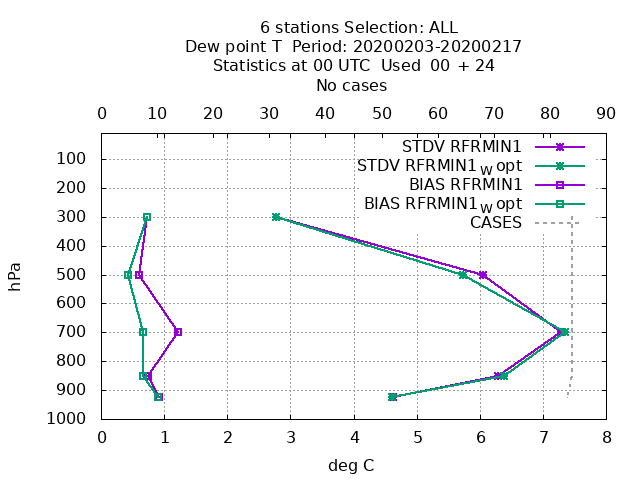 6 stations Selection: ALL
Dew point T  Period: 20200203-20200217
Statistics at 00 UTC  Used  00 + 24
No cases
0 10 20 30 40 50 60 70 80 90
STDV RFRMIN1
STDV RFRMIN1W opt
BIAS RFRMIN1
BIAS RFRMIN1W opt
CASES
100
200
300
400
500
600
700
800
900
1000
hPa
0 1 2 3 4 5 6 7 8
deg C